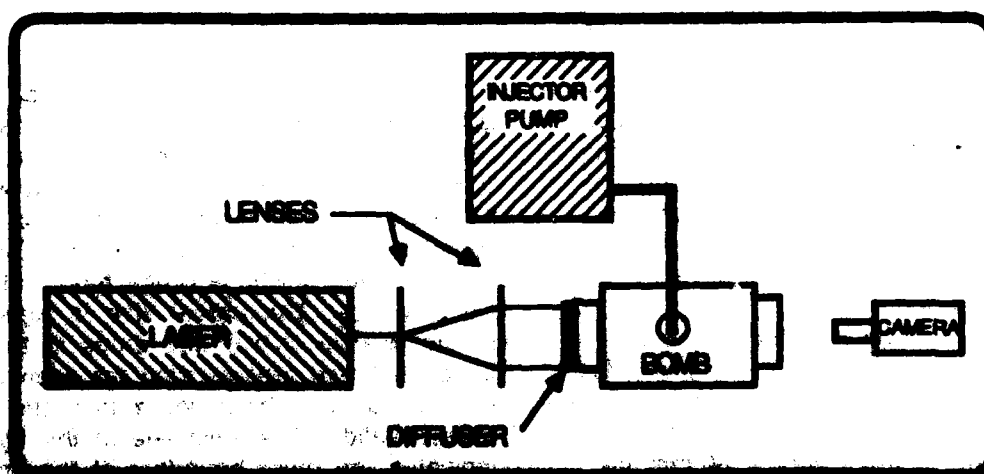 INJECTOR
PUMP
LENSES
LASER
CAMERA
BOMB
DIFFUSER